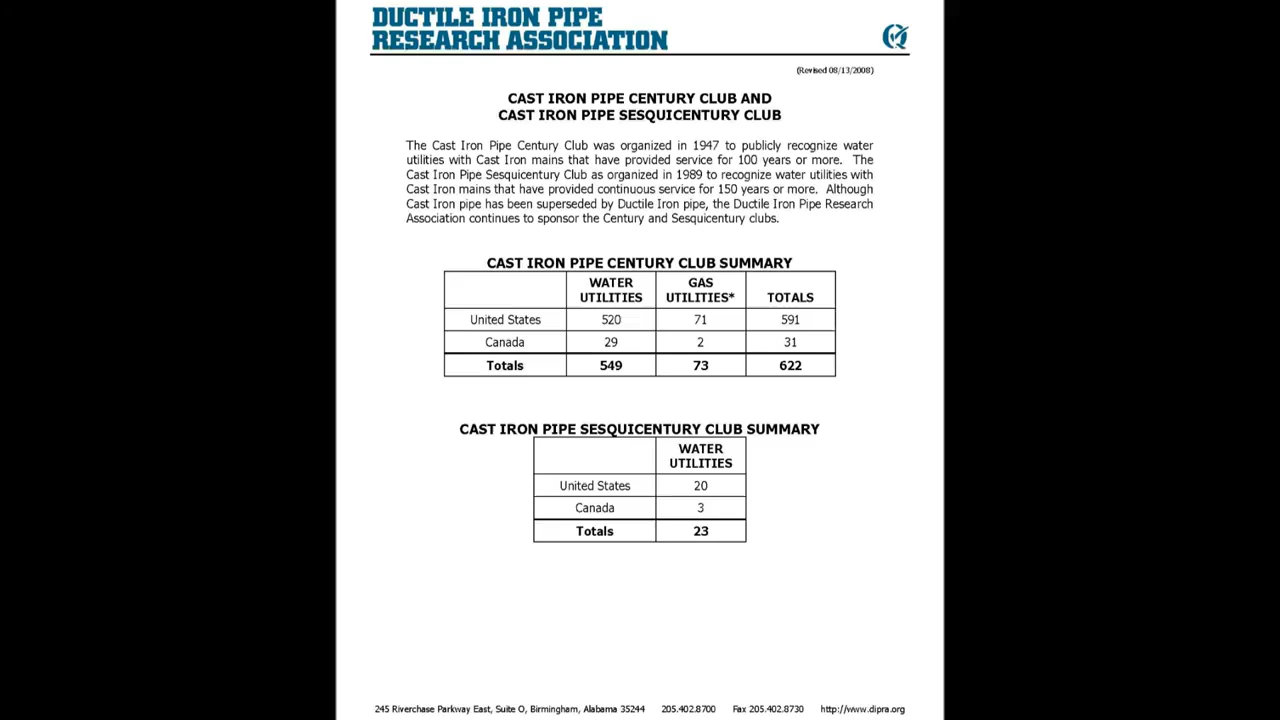 DUCTILE IRON PIPE
RESEARCH ASSOCIATION
(Revised 08/13/2008)
CAST IRON PIPE CENTURY CLUB AND
CAST IRON PIPE SESQUICENTURY CLUB
The Cast Iron Pipe Century Club was organized in 1947 to publicly recognize water
utilities with Cast Iron mains that have provided service for 100 years or more. The
Cast Iron Pipe Sesquicentury Club as organized in 1989 to recognize water utilities with
Cast Iron mains that have provided continuous service for 150 years or more. Although
Cast Iron pipe has been superseded by Ductile Iron pipe, the Ductile Iron Pipe Research
Association continues to sponsor the Century and Sesquicentury clubs.
CAST IRON PIPE CENTURY CLUB SUMMARY
WATER GAS
UTILITIES UTILITIES* TOTALS
United States 520 71 591
Canada 29 2 31
Totals 549 73 622
CAST IRON PIPE SESQUICENTURY CLUB SUMMARY
WATER
UTILITIES
United States 20
Canada 3
Totals 23
245 Riverchase Parkway East, Suite O, Birmingham, Alabama 35244 205.402.8700 Fax 205.402.8730 http://www.dipra.org